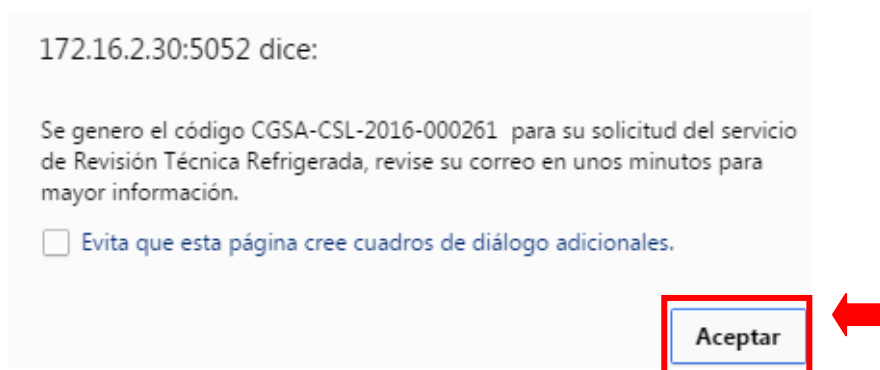 172.16.2.30:5052 dice:
Se genero el código CGSA-CSL-2016-000261  para su solicitud del servicio
de Revisión Técnica Refrigerada, revise su correo en unos minutos para
mayor información.
Evita que esta página cree cuadros de diálogo adicionales.
Aceptar